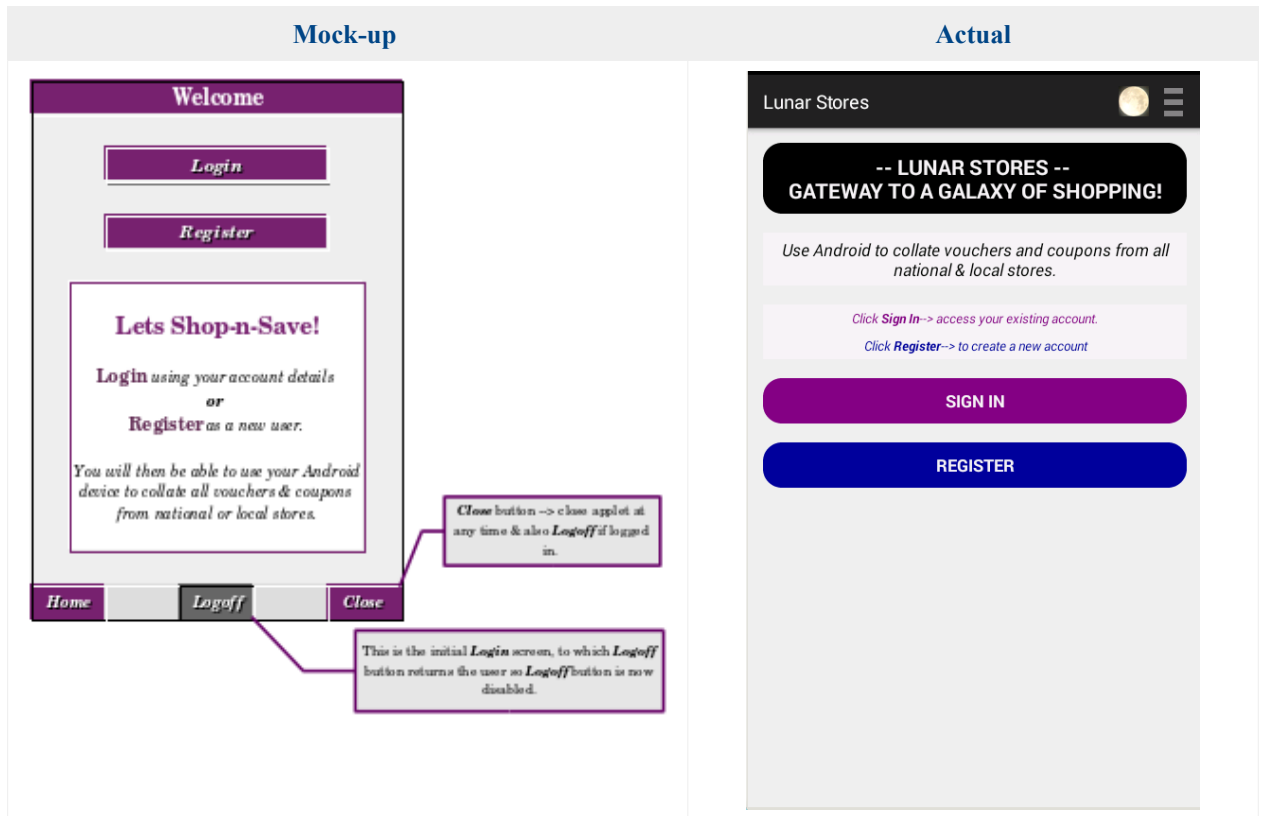 Mock-up
Actual
Welcome
Login
Register
Lets Shop-n-Save!
Login using your account details
or
Register as a new user.
You will then be able to use your Android
device to collate all vouchers & coupons
from national or local stores.
Home
Logoff
Close
Close button --> close applet at
any time & also Logoff if logged
in.
This is the initial Login screen, to which Logoff
button returns the user so Logoff button is now
disabled.
Lunar Stores
-- LUNAR STORES --
GATEWAY TO A GALAXY OF SHOPPING!
Use Android to collate vouchers and coupons from all
national & local stores.
Click Sign In--> access your existing account.
Click Register--> to create a new account
SIGN IN
REGISTER